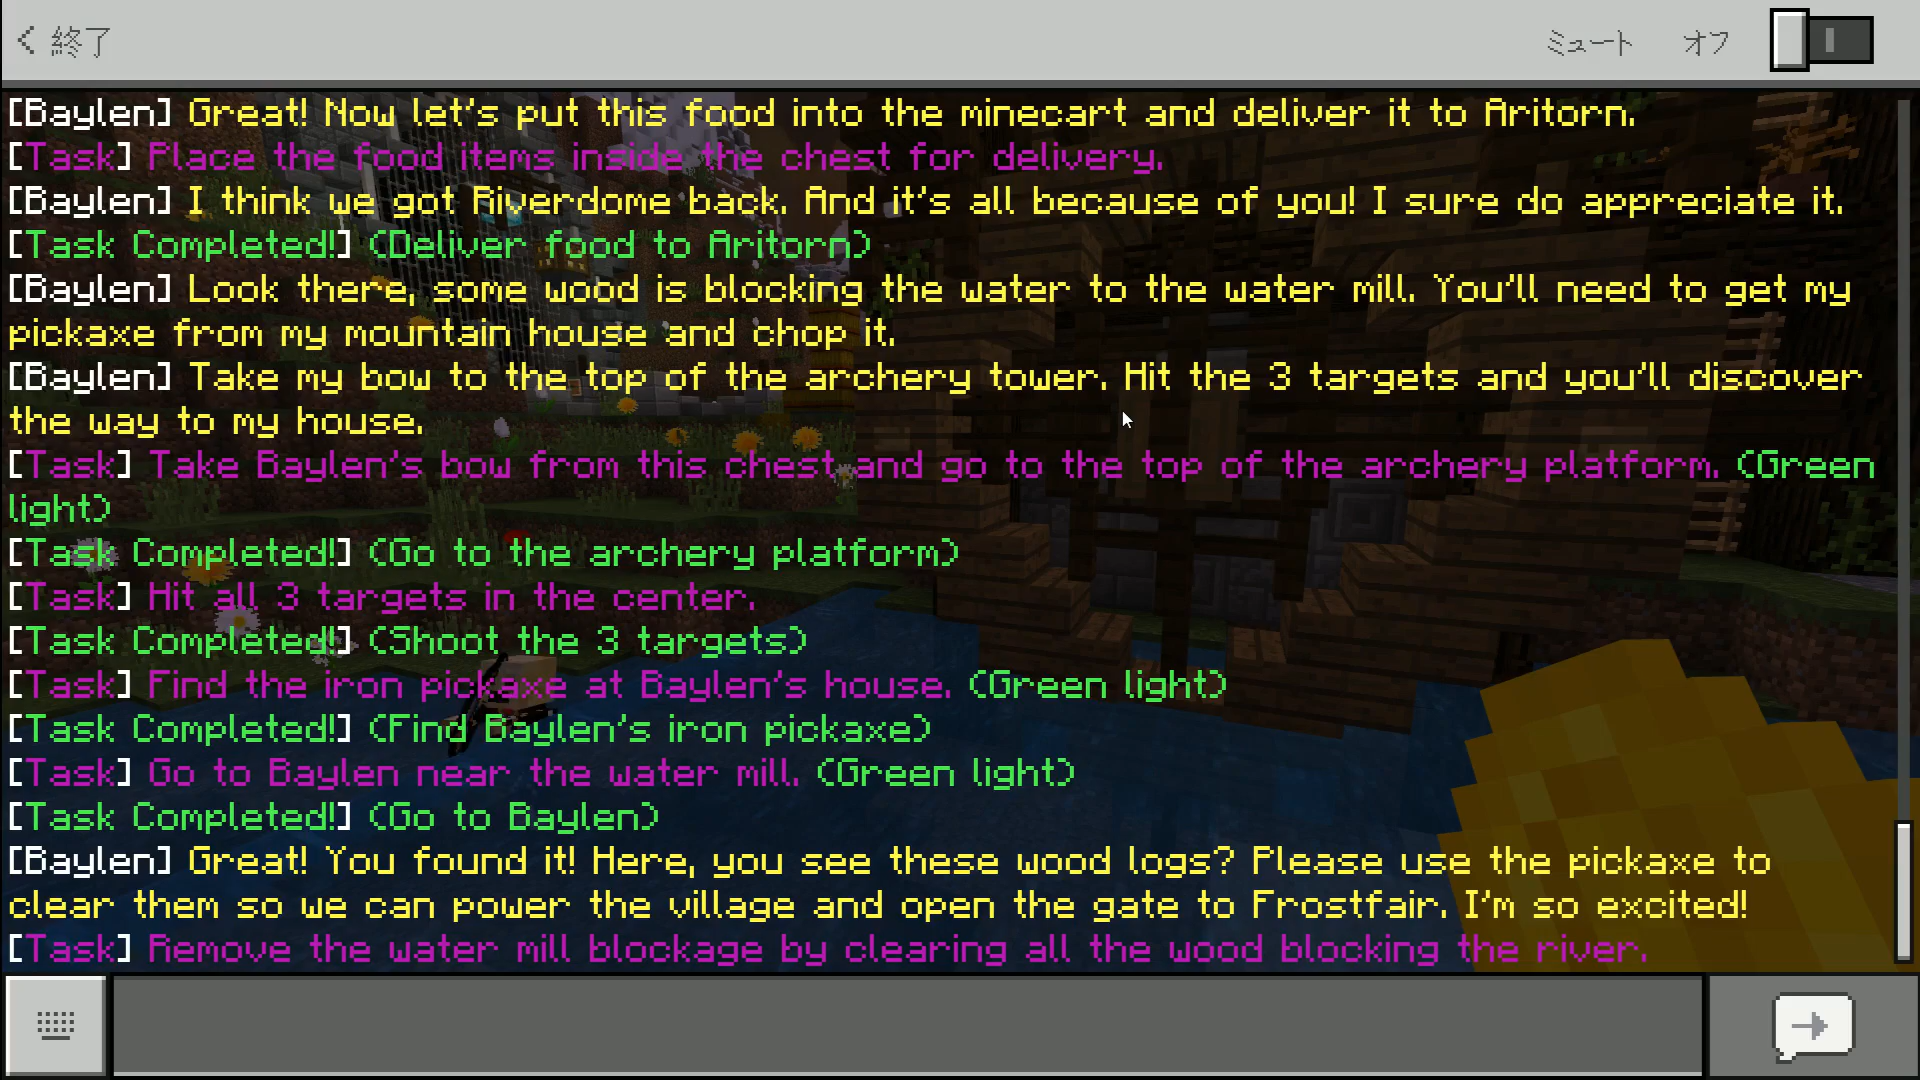 終了
ミュート オフ
[Baylen] Great! Now let's put this food into the minecart and deliver it to Aritorn.
[Task] Place the food items inside the chest for delivery.
[Baylen] I think we got Riverdome back. And it's all because of you! I sure do appreciate it.
[Task Completed!] (Deliver food to Aritorn)
[Baylen] Look there, some wood is blocking the water to the water mill. You'll need to get my
pickaxe from my mountain house and chop it.
[Baylen] Take my bow to the top of the archery tower. Hit the 3 targets and you'll discover
the way to my house.
[Task] Take Baylen's bow from this chest and go to the top of the archery platform. (Green
light)
[Task Completed!] (Go to the archery platform)
[Task] Hit all 3 targets in the center.
[Task Completed!] (Shoot the 3 targets)
[Task] Find the iron pickaxe at Baylen's house. (Green light)
[Task Completed!] (Find Baylen's iron pickaxe)
[Task] Go to Baylen near the water mill. (Green light)
[Task Completed!] (Go to Baylen)
[Baylen] Great! You found it! Here, you see these wood logs? Please use the pickaxe to
clear them so we can power the village and open the gate to Frostfair. I'm so excited!
[Task] Remove the water mill blockage by clearing all the wood blocking the river.